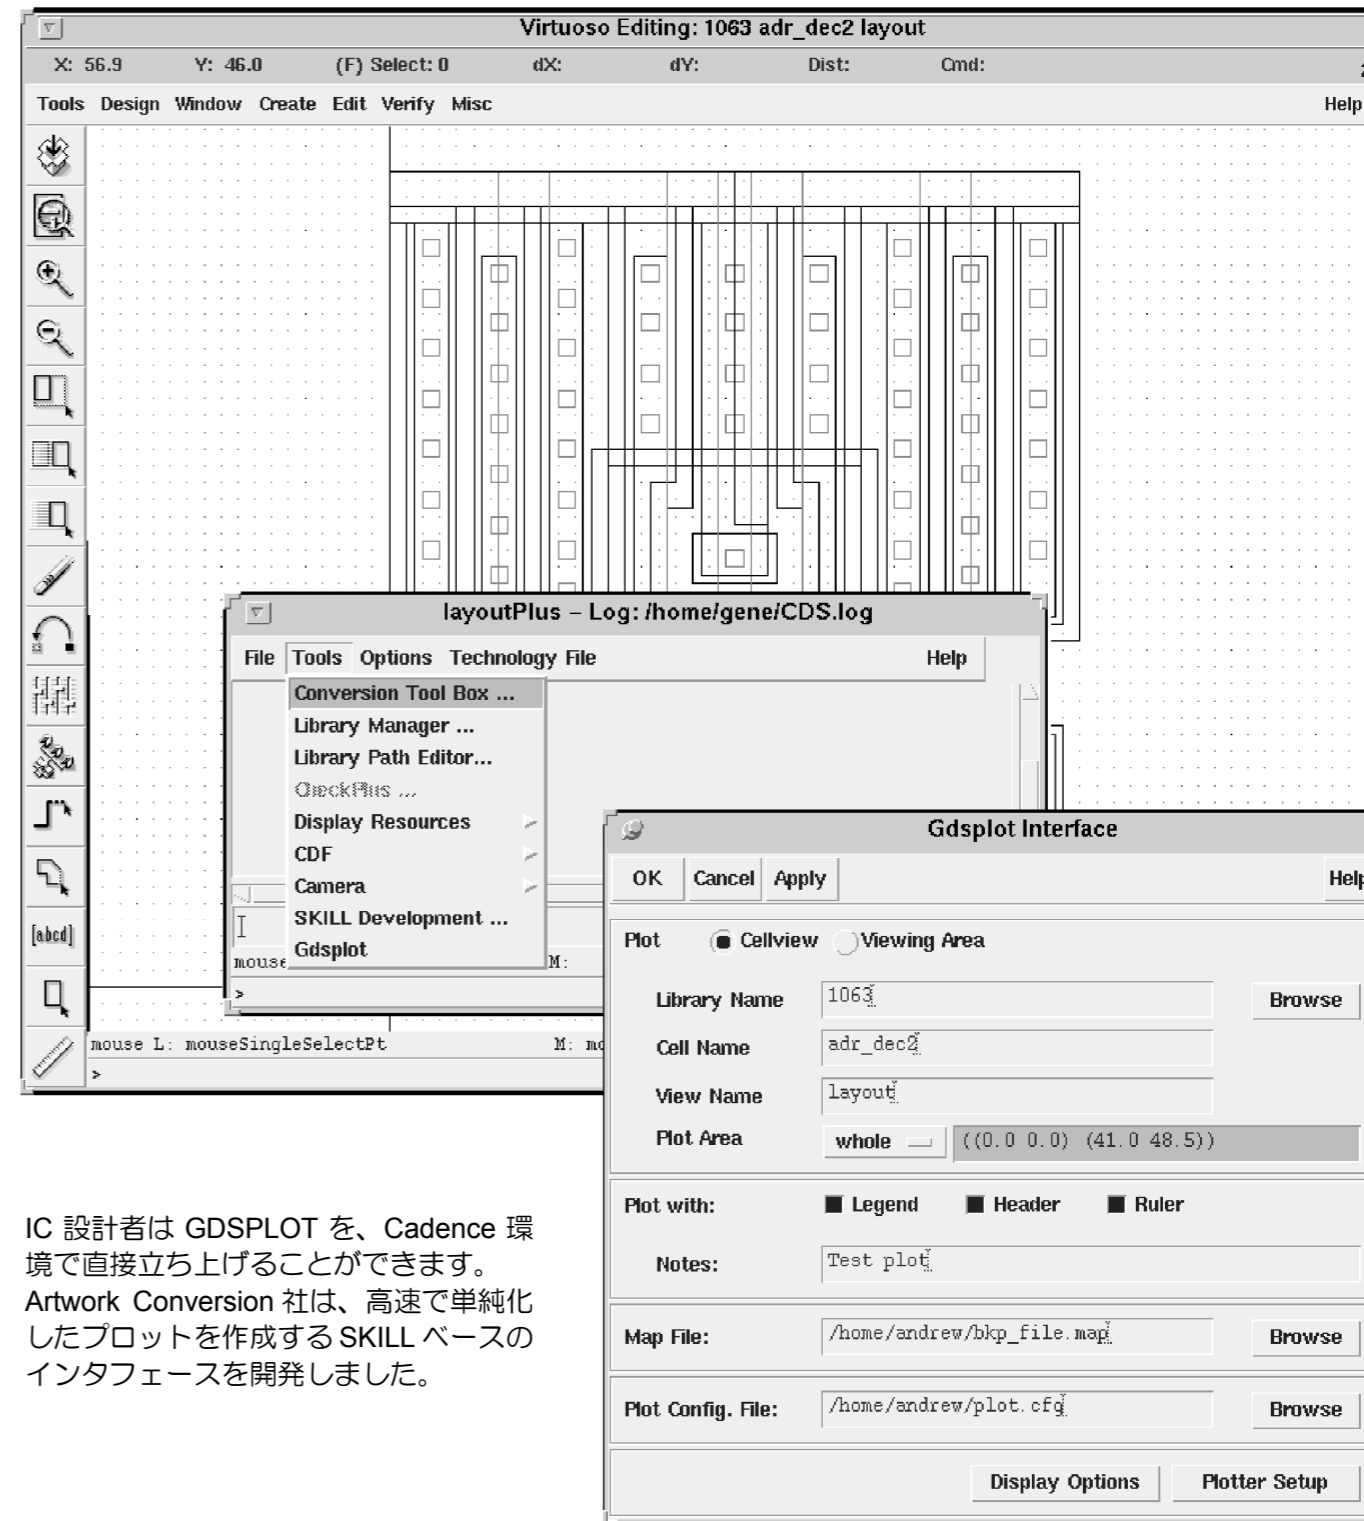 Virtuoso Editing: 1063 adr_dec2 layout
X: 56.9 Y: 46.0 (F) Select: 0 dX: dY: Dist: Cmd:
Tools Design Window Create Edit Verify Misc Help
[abcd]
layoutPlus – Log: /home/gene/CDS.log
File Tools Options Technology File Help
Conversion Tool Box ...
Library Manager ...
Library Path Editor...
CheckPlus ...
Display Resources
CDF
Camera
SKILL Development ...
Gdsplot
mouse M:
>
mouse L: mouseSingleSelectPt M: mo
>
Gdsplot Interface
OK Cancel Apply Help
Plot Cellview Viewing Area
Library Name 1063 Browse
Cell Name adr_dec2
View Name layout
Plot Area whole ((0.0 0.0) (41.0 48.5))
Plot with: Legend Header Ruler
Notes: Test plot
Map File: /home/andrew/bkp_file.map Browse
Plot Config. File: /home/andrew/plot.cfg Browse
Display Options Plotter Setup
IC 設計者は GDSPLOT を、Cadence 環
境で直接立ち上げることができます。
Artwork Conversion 社は、高速で単純化
したプロットを作成する SKILL ベースの
インタフェースを開発しました。